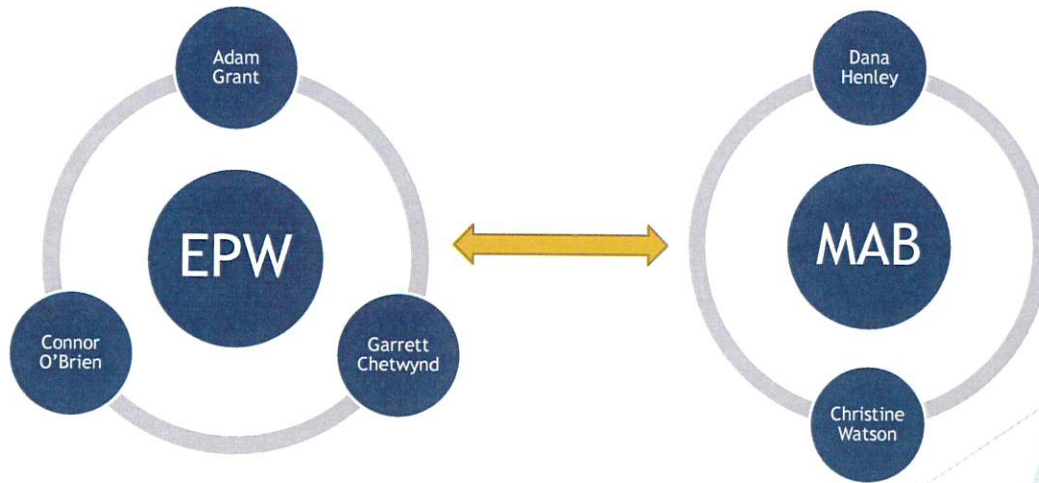 Adam
Grant
EPW
Connor
O'Brien
Garrett
Chetwynd
Dana
Henley
MAB
Christine
Watson